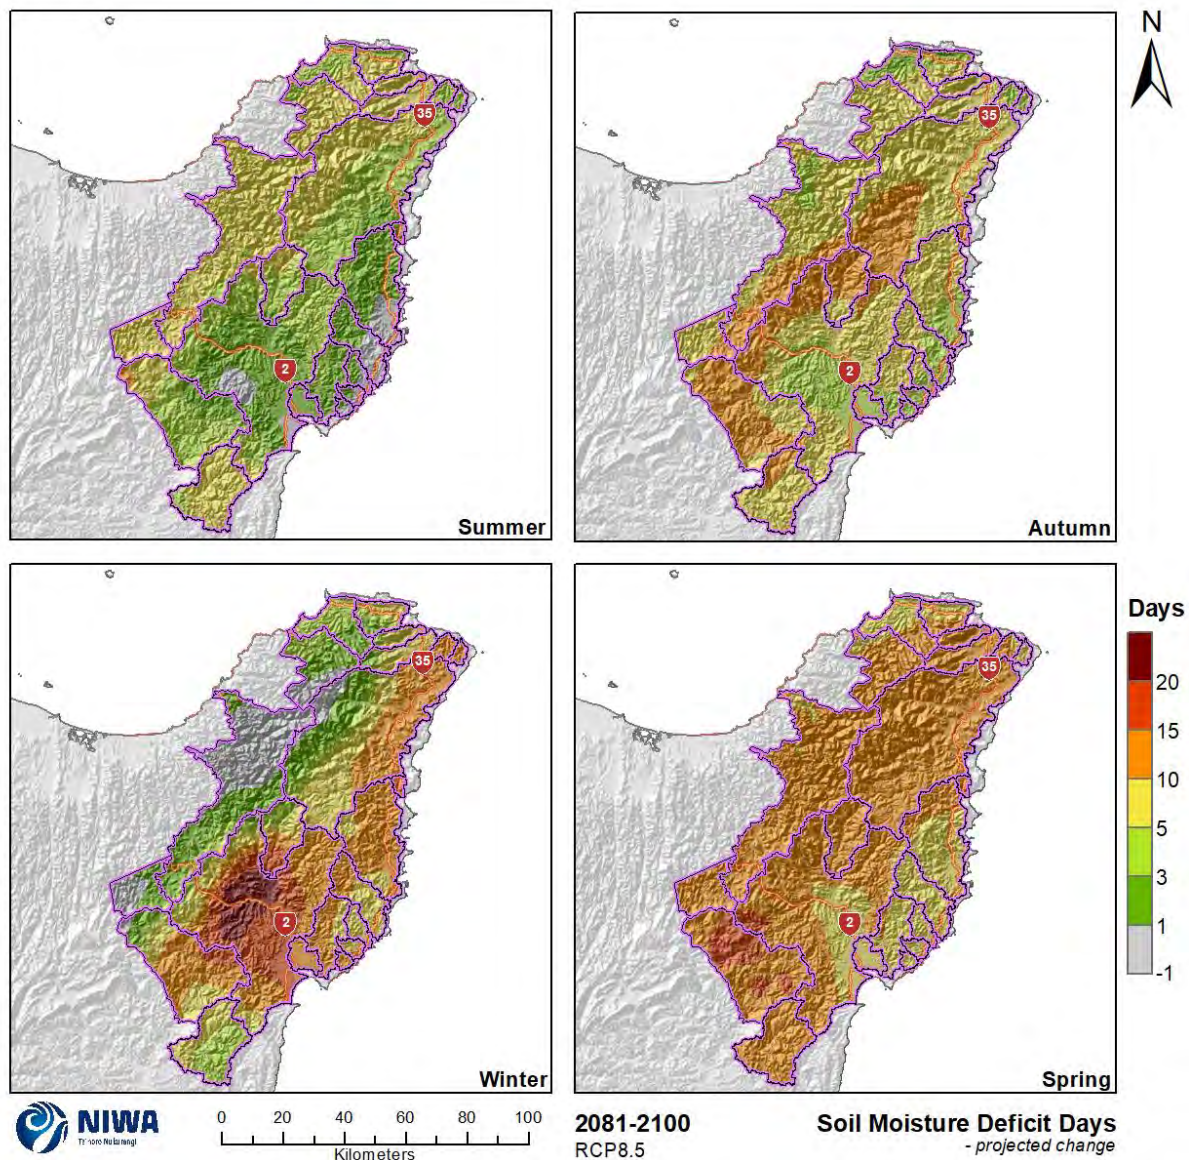 N
35
2
Summer
35
2
Autumn
35
2
Winter
35
2
Spring
Days
20
15
10
5
3
1
-1
NIWA
Taihoro Nukurangi
0 20 40 60 80 100
Kilometers
2081-2100
RCP8.5
Soil Moisture Deficit Days
- projected change